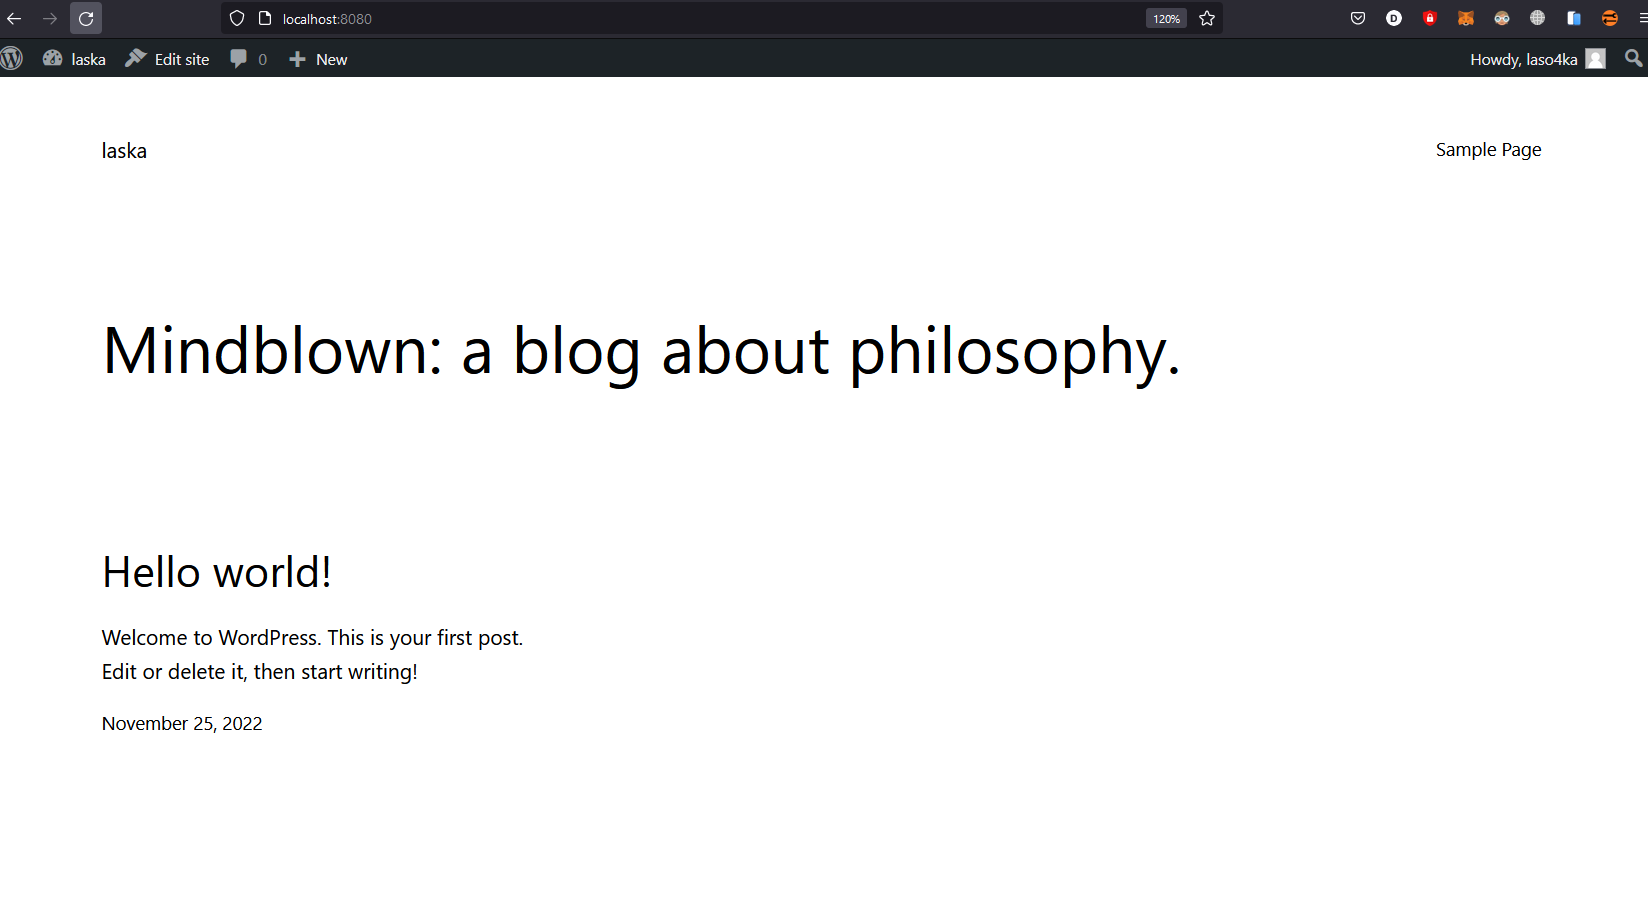 localhost:8080
120%
laska
Edit site
0
New
Howdy, laso4ka
laska
Sample Page
Mindblown: a blog about philosophy.
Hello world!
Welcome to WordPress. This is your first post.
Edit or delete it, then start writing!
November 25, 2022